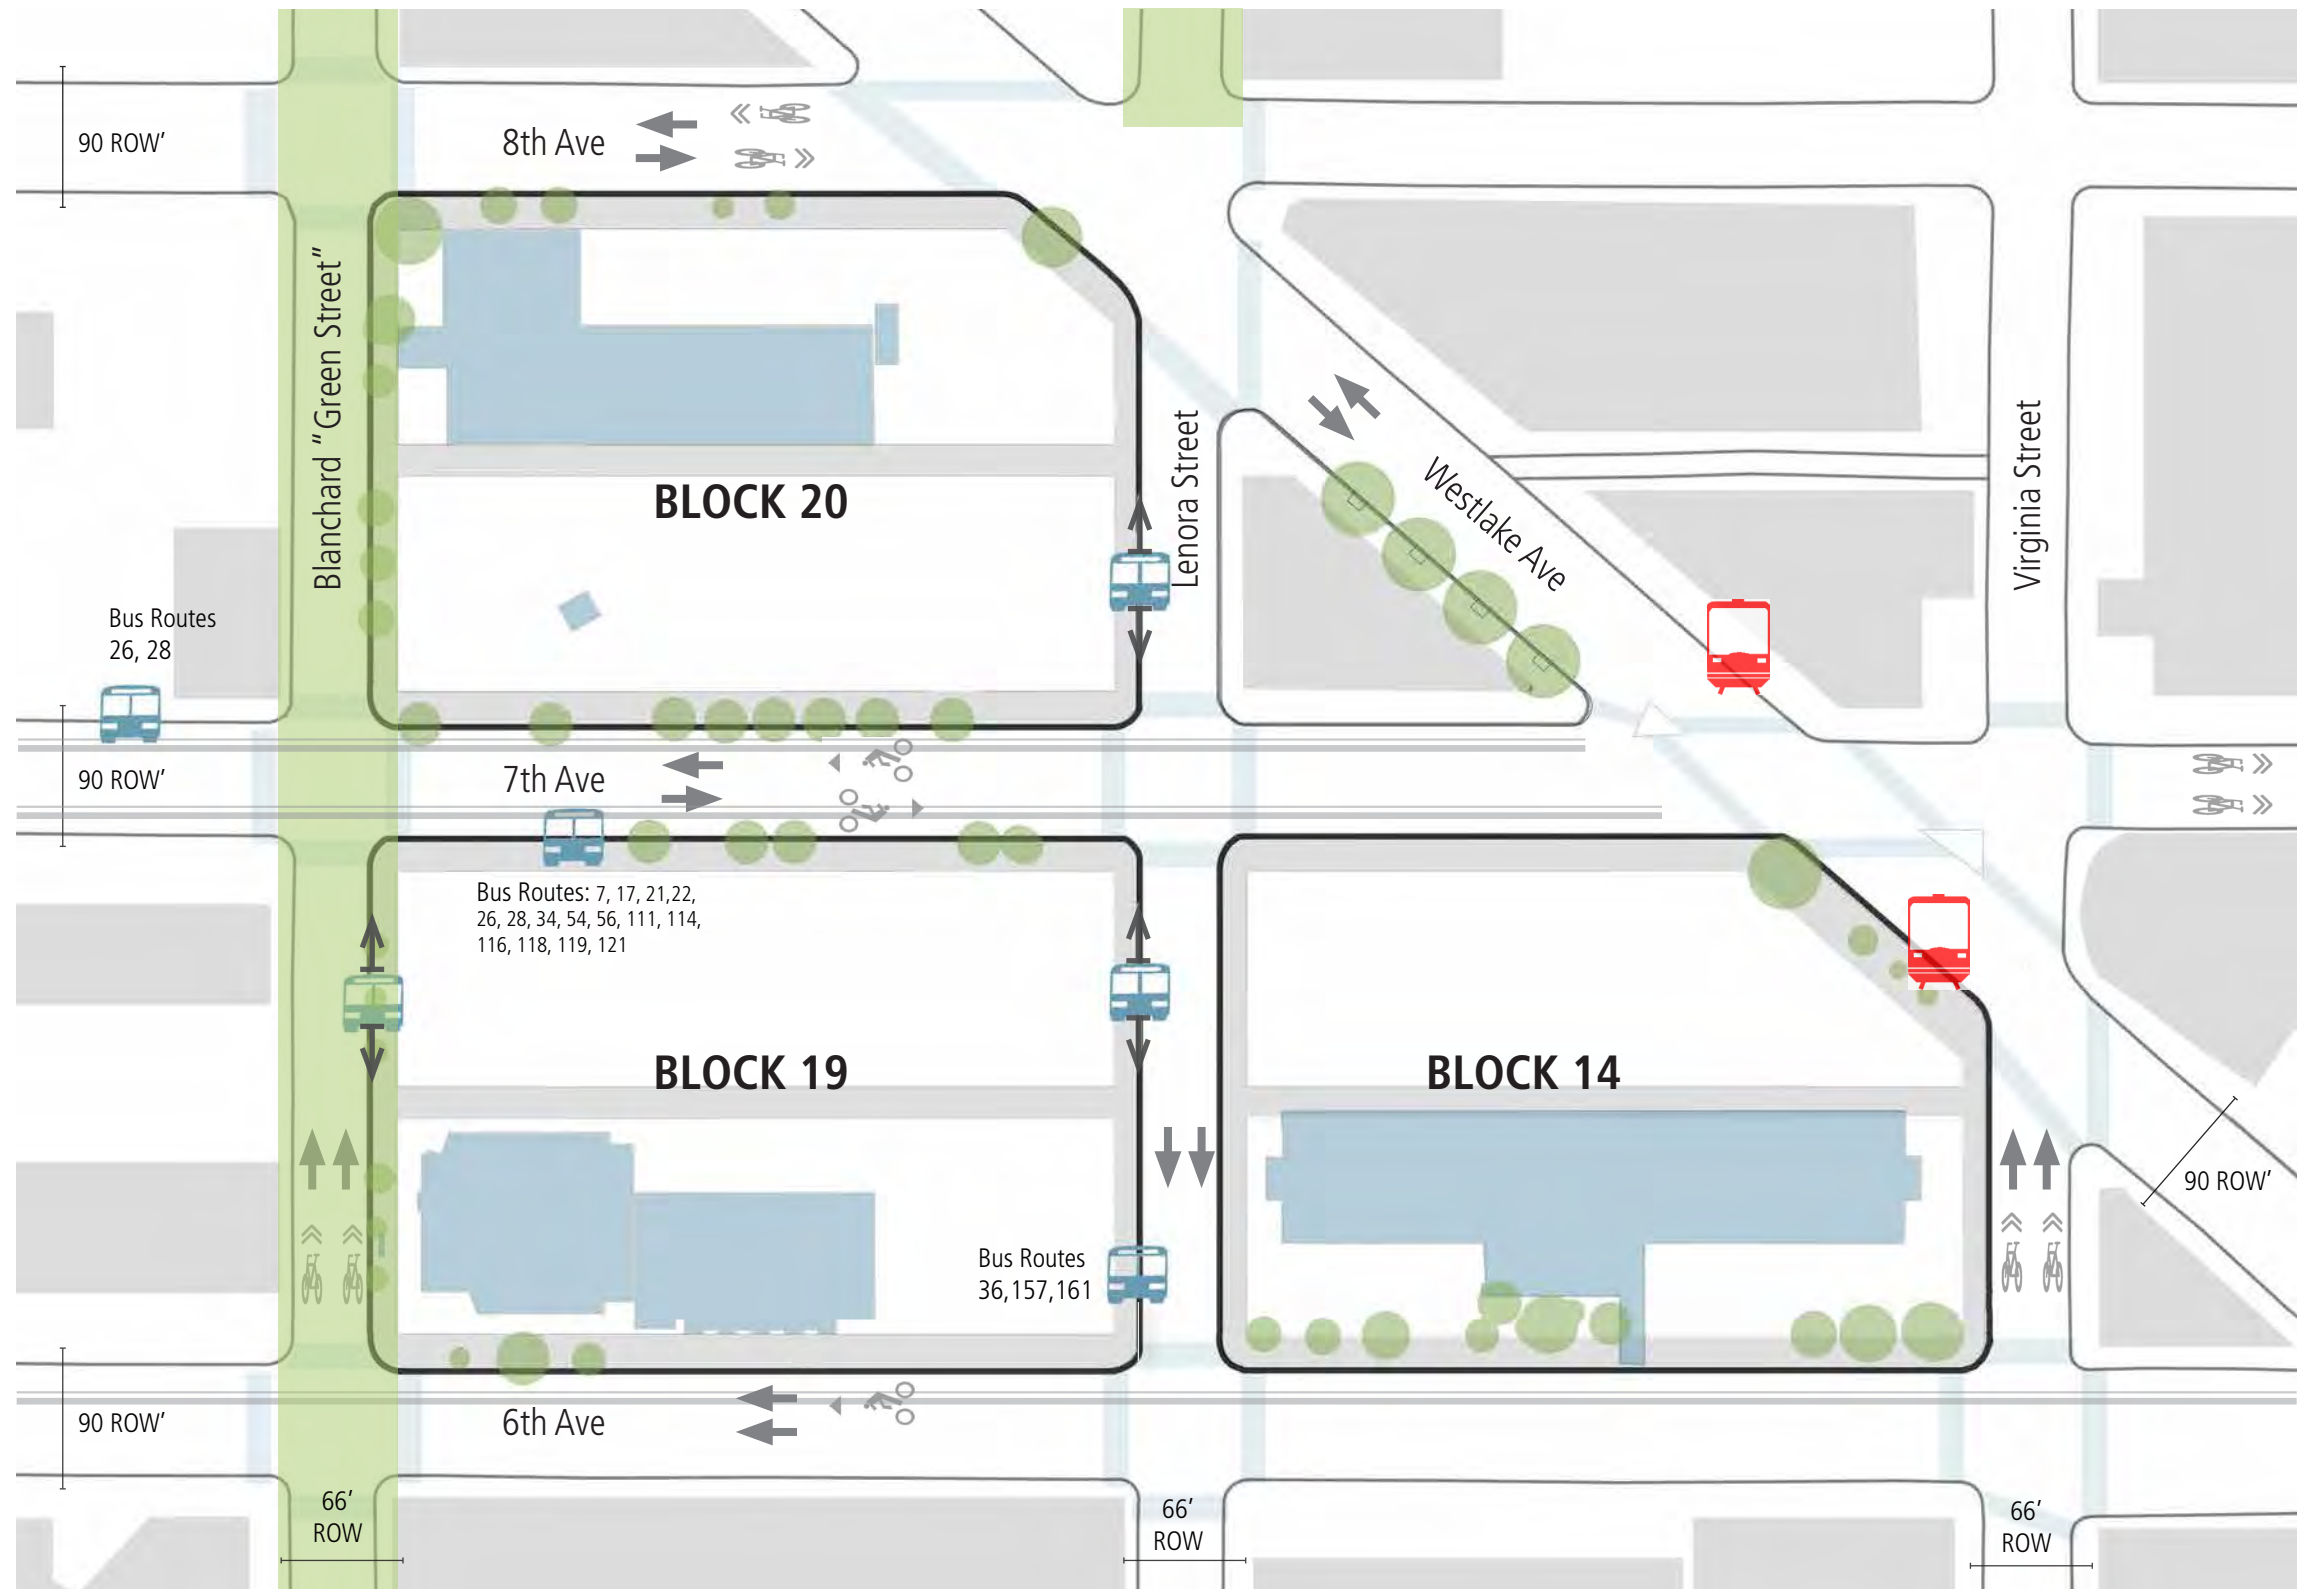 90 ROW’
8th Ave
Blanchard “Green Street”
BLOCK 20
Lenora Street
Westlake Ave
Virginia Street
Bus Routes
26, 28
90 ROW’
7th Ave
Bus Routes: 7, 17, 21,22,
26, 28, 34, 54, 56, 111, 114,
116, 118, 119, 121
BLOCK 19
BLOCK 14
90 ROW’
Bus Routes
36,157,161
90 ROW’
6th Ave
66’
ROW
66’
ROW
66’
ROW